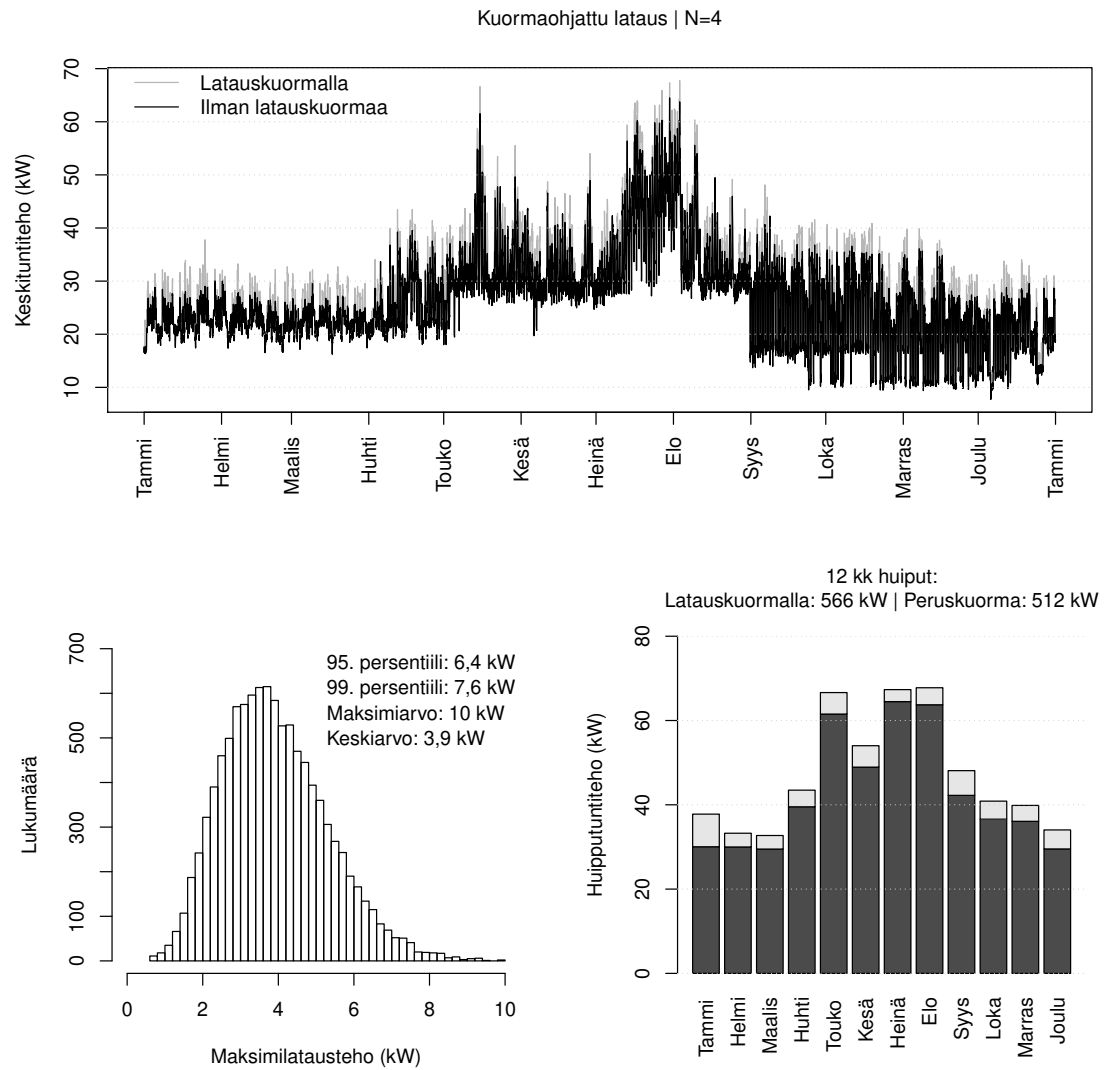 Kuormaohjattu lataus | N=4
Latauskuormalla
Ilman latauskuormaa
Keskituntiteho (kW)
70
60
50
40
30
20
10
Tammi
Helmi
Maalis
Huhti
Touko
Kesä
Heinä
Elo
Syys
Loka
Marras
Joulu
Tammi
95. persentiili: 6,4 kW
99. persentiili: 7,6 kW
Maksimiarvo: 10 kW
Keskiarvo: 3,9 kW
Lukumäärä
700
500
300
100
0
0
2
4
6
8
10
Maksimilatausteho (kW)
12 kk huiput:
Latauskuormalla: 566 kW | Peruskuorma: 512 kW
Huipputuntiteho (kW)
80
60
40
20
0
Tammi
Helmi
Maalis
Huhti
Touko
Kesä
Heinä
Elo
Syys
Loka
Marras
Joulu